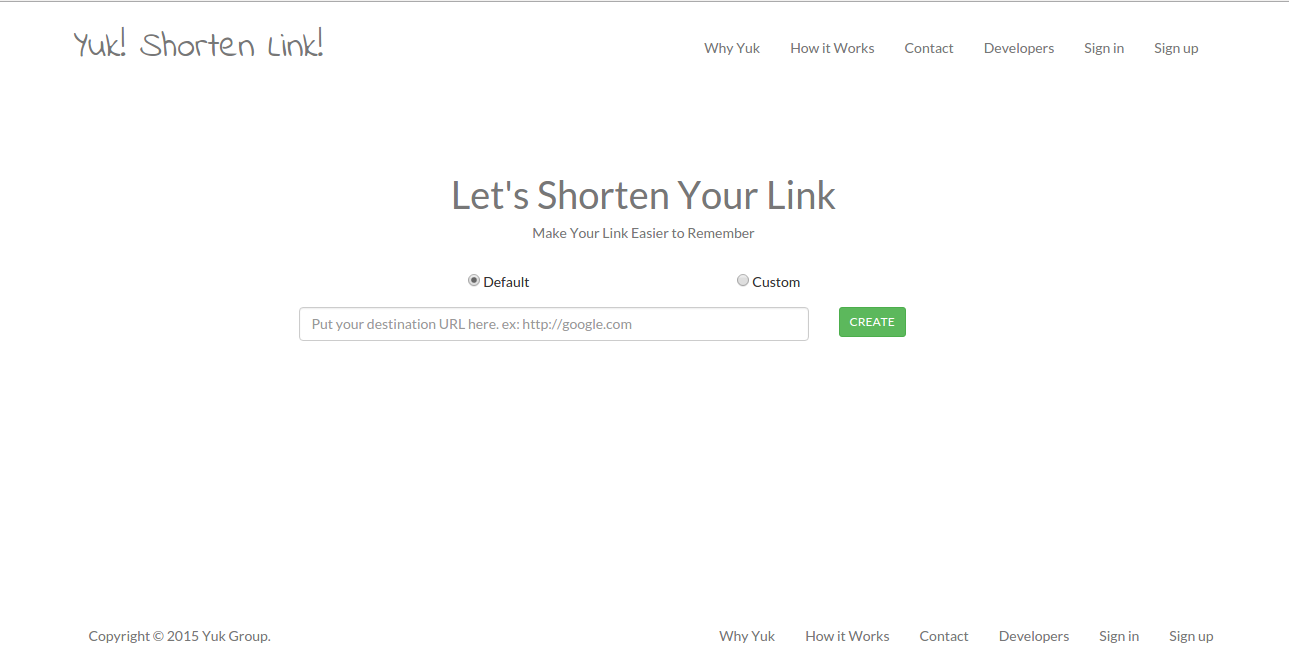 Yuk! Shorten Link!
Why Yuk How it Works Contact Developers Sign in Sign up
Let's Shorten Your Link
Make Your Link Easier to Remember
Default Custom
Put your destination URL here. ex: http://google.com CREATE
Copyright © 2015 Yuk Group. Why Yuk How it Works Contact Developers Sign in Sign up